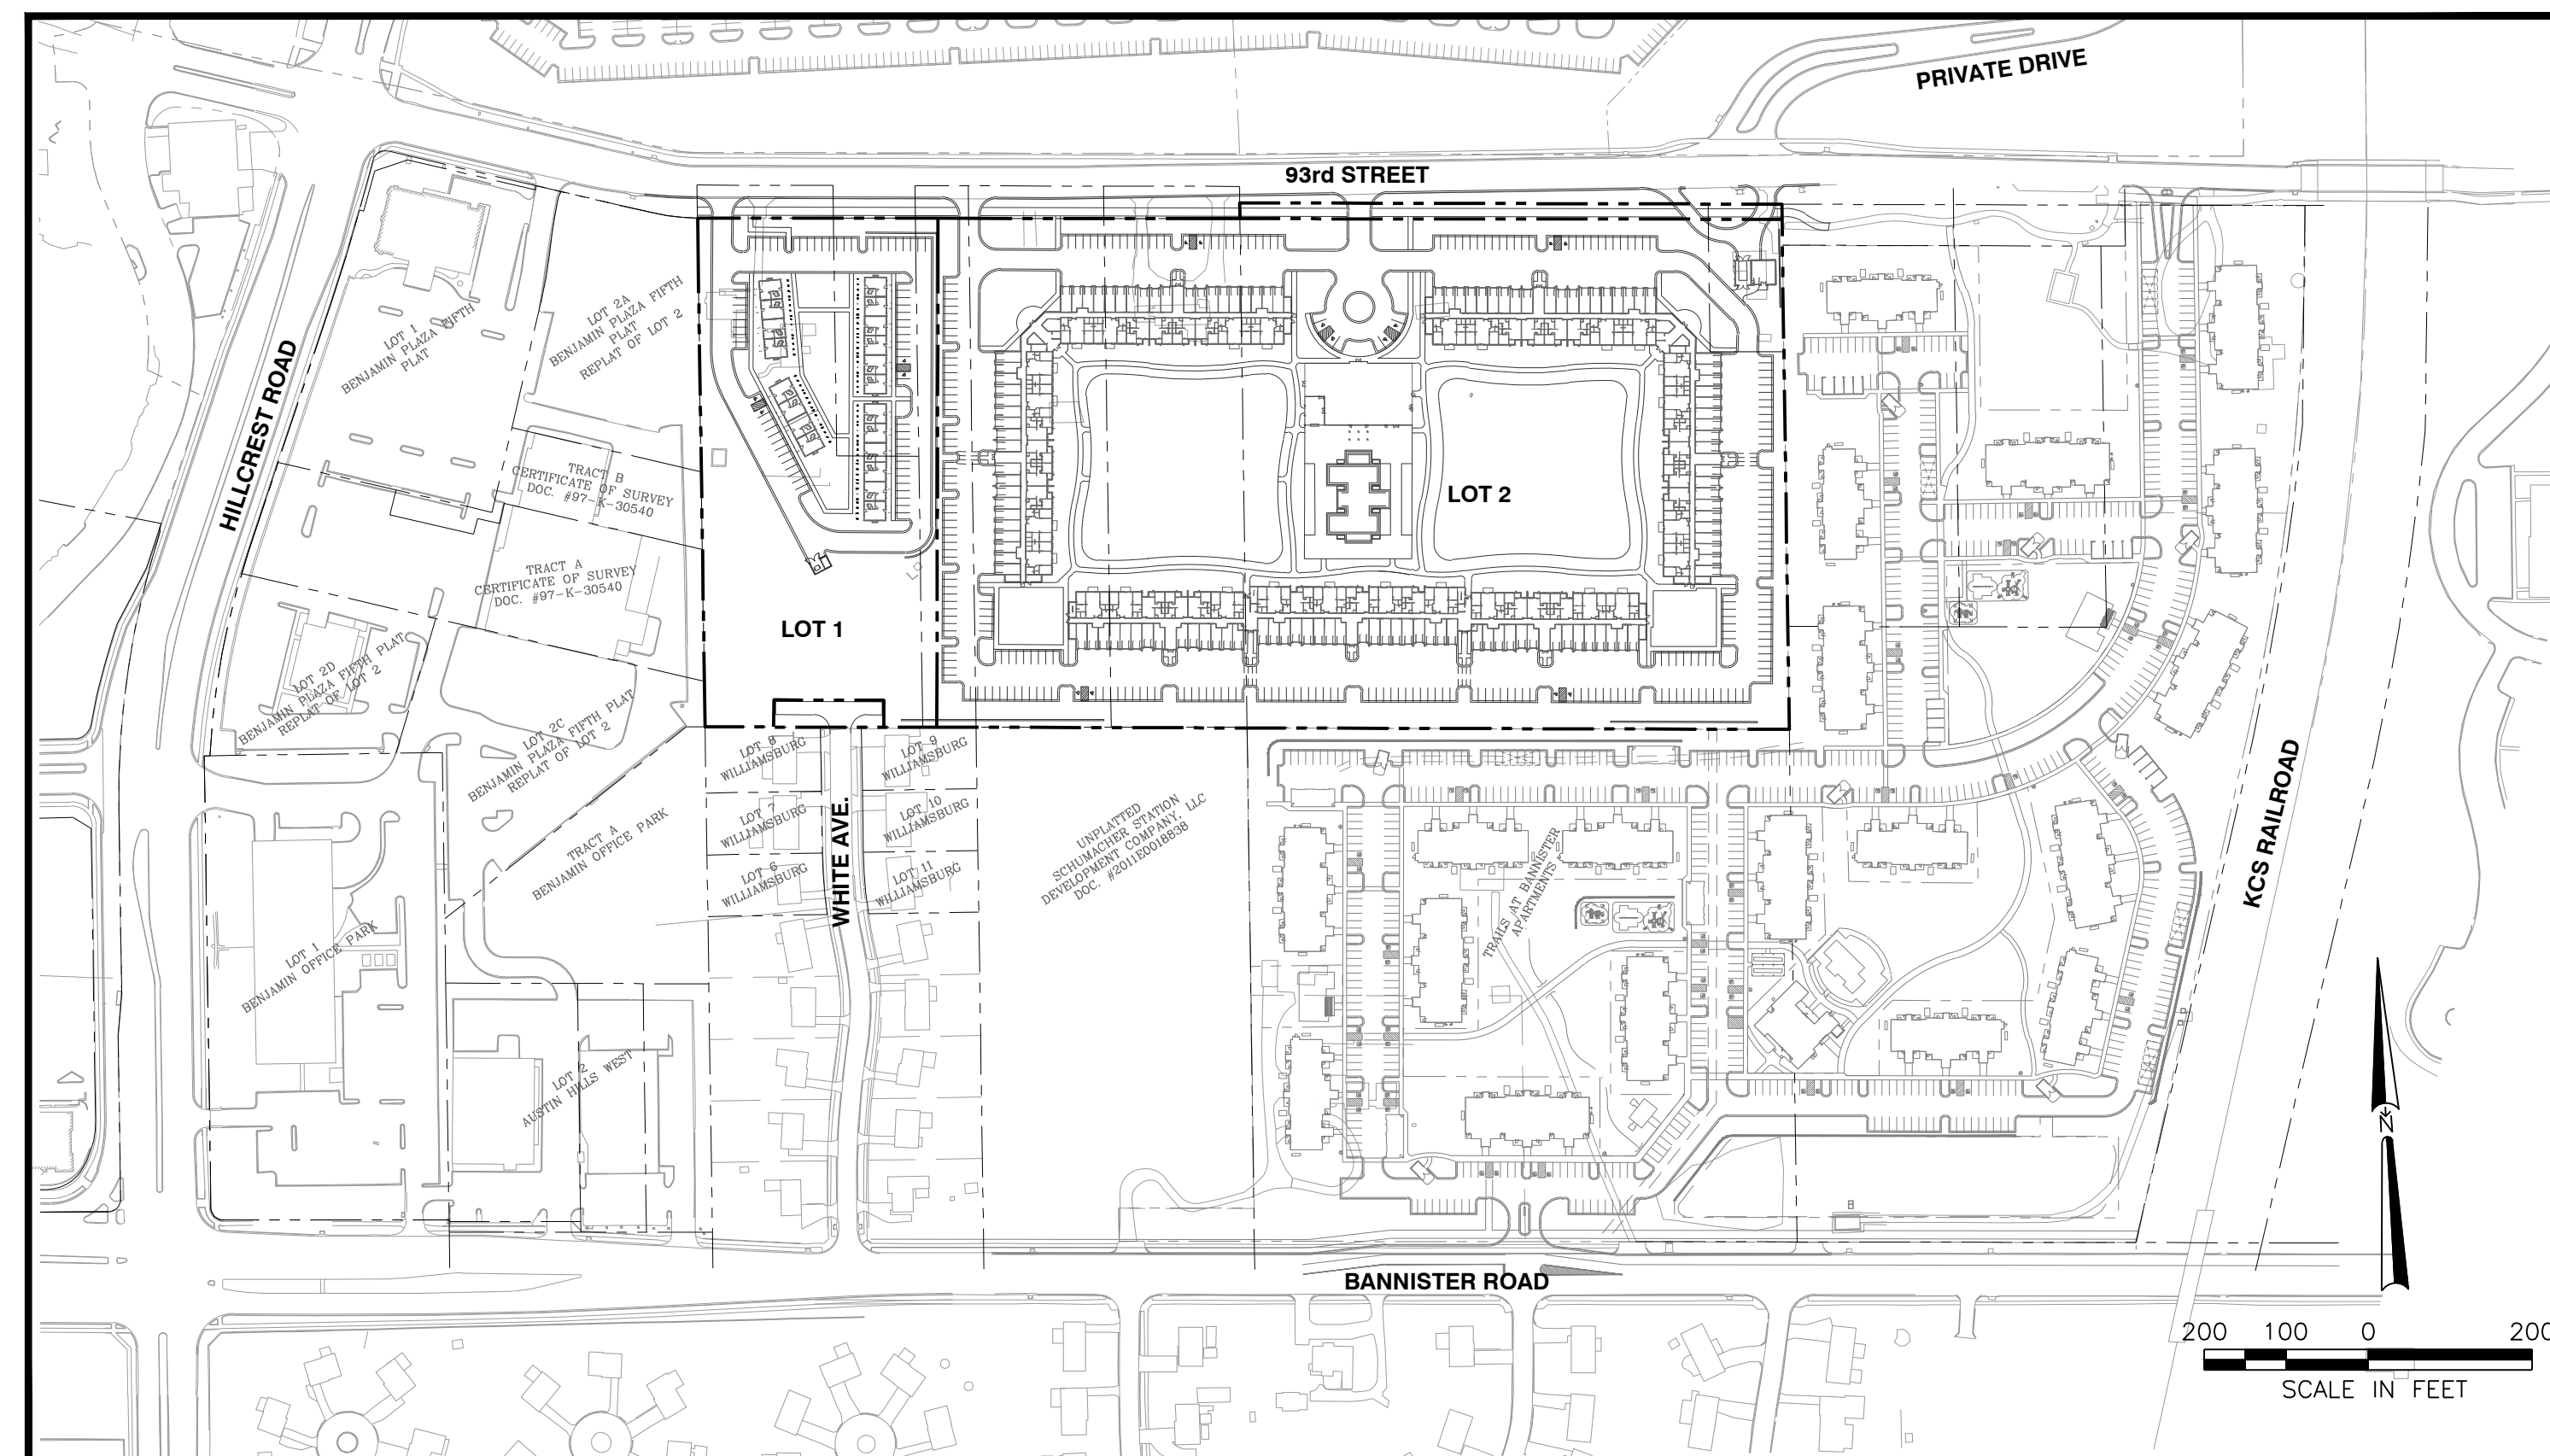 PRIVATE DRIVE
93rd STREET
HILLCREST ROAD
LOT 1
BENJAMIN PLAZA FIFTH
PLAT
LOT 2A
BENJAMIN PLAZA FIFTH
PLAT
REPLAT OF LOT 2
TRACT B
CERTIFICATE OF SURVEY
DOC. #97-K-30540
TRACT A
CERTIFICATE OF SURVEY
DOC. #97-K-30540
LOT 1
LOT 2
LOT 2D
BENJAMIN PLAZA FIFTH PLAT
REPLAT OF LOT 2
LOT 2C
BENJAMIN PLAZA FIFTH PLAT
REPLAT OF LOT 2
LOT 8
WILLIAMSBURG
LOT 9
WILLIAMSBURG
LOT 7
WILLIAMSBURG
LOT 10
WILLIAMSBURG
LOT 6
WILLIAMSBURG
LOT 11
WILLIAMSBURG
WHITE AVE.
TRACT A
BENJAMIN OFFICE PARK
UNPLATTED
SCHUMACHER STATION
DEVELOPMENT COMPANY, LLC
DOC. #2011E0018838
TRAILS AT BANNISTER
APARTMENTS
KCS RAILROAD
LOT 1
BENJAMIN OFFICE PARK
LOT 2
AUSTIN HILLS WEST
N
BANNISTER ROAD
200 100 0 200
SCALE IN FEET